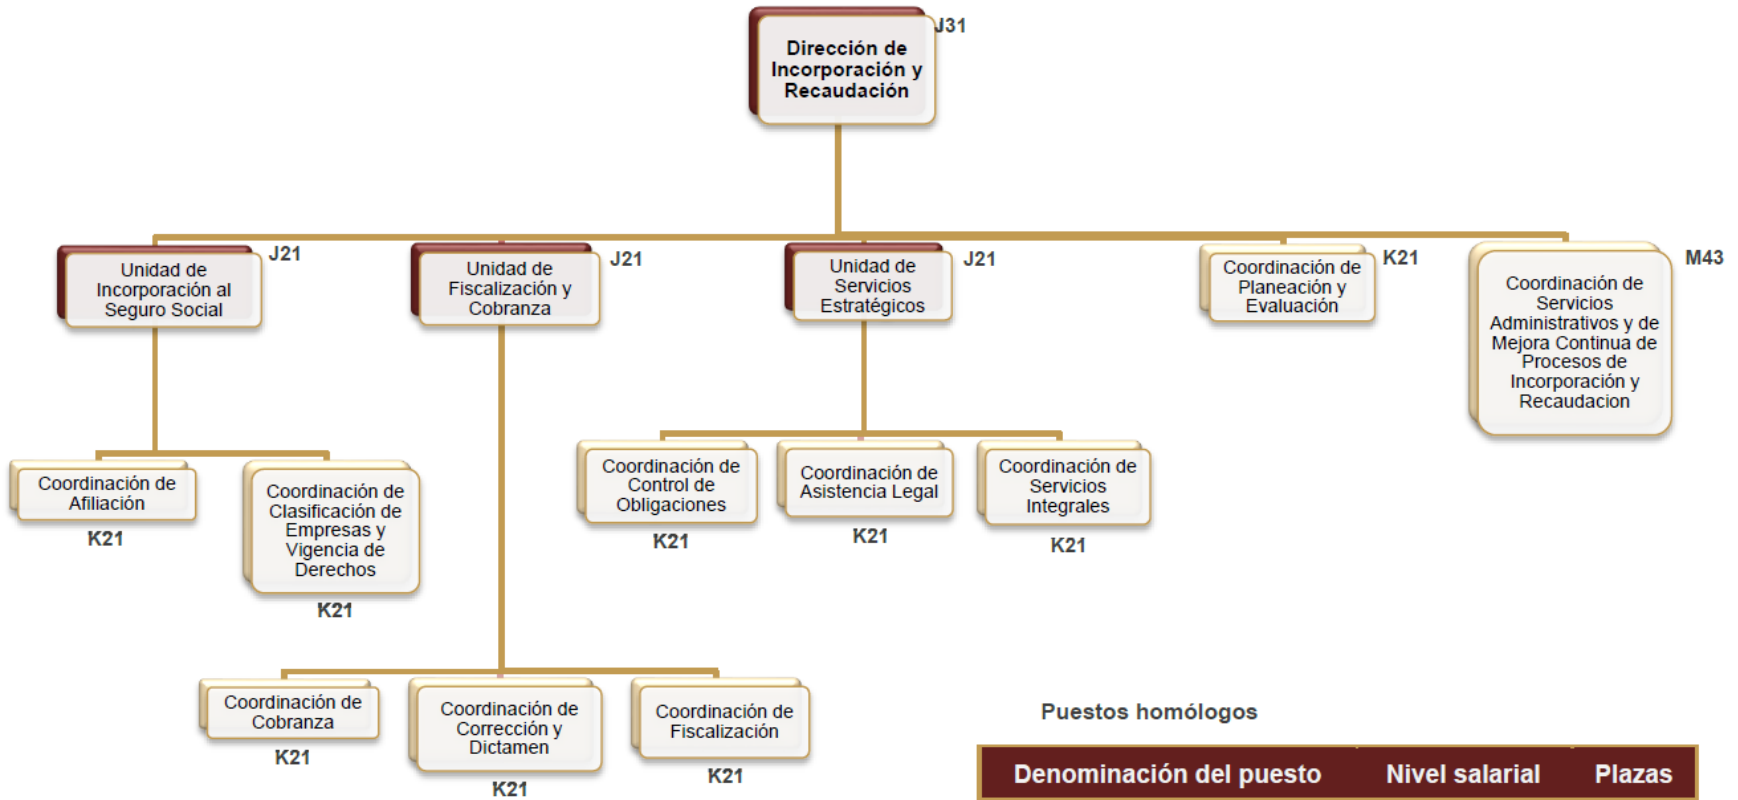 Dirección de
Incorporación y
Recaudación
J31
Unidad de
Incorporación al
Seguro Social
J21
Unidad de
Fiscalización y
Cobranza
J21
Unidad de
Servicios
Estratégicos
J21
Coordinación de
Planeación y
Evaluación
K21
Coordinación de
Servicios
Administrativos y de
Mejora Continua de
Procesos de
Incorporación y
Recaudacion
M43
Coordinación de
Afiliación
K21
Coordinación de
Clasificación de
Empresas y
Vigencia de
Derechos
K21
Coordinación de
Control de
Obligaciones
K21
Coordinación de
Asistencia Legal
K21
Coordinación de
Servicios
Integrales
K21
Coordinación de
Cobranza
K21
Coordinación de
Corrección y
Dictamen
K21
Coordinación de
Fiscalización
K21
Puestos homólogos
Denominación del puesto Nivel salarial Plazas